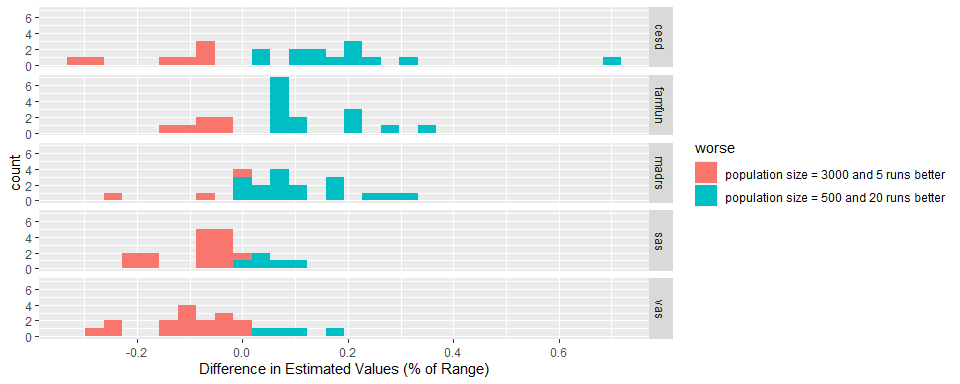 6
4
2
0
cesd
6
4
2
0
farmfun
6
4
2
0
madrs
6
4
2
0
sas
6
4
2
0
vas
count
-0.2 0.0 0.2 0.4 0.6
Difference in Estimated Values (% of Range)
worse
population size = 3000 and 5 runs better
population size = 500 and 20 runs better